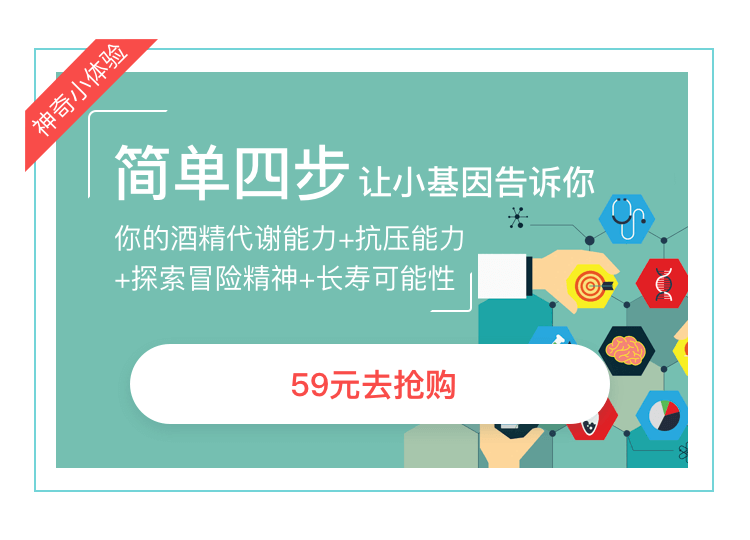 神奇小体验
简单四步 让小基因告诉你
你的酒精代谢能力+抗压能力
+探索冒险精神+长寿可能性
59元去抢购